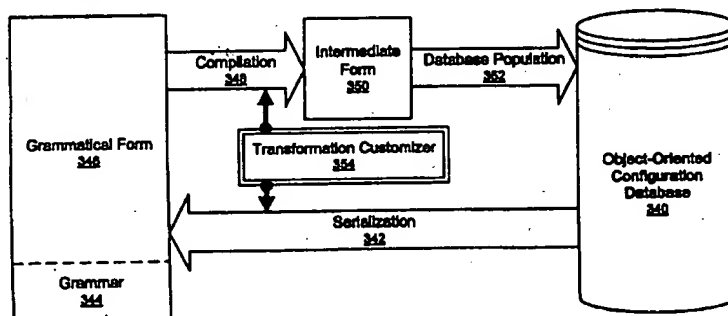 Compilation
348
Intermediate
Form
350
Database Population
352
Grammatical Form
346
Transformation Customizer
354
Object-Oriented
Configuration
Database
340
Serialization
342
Grammar
344